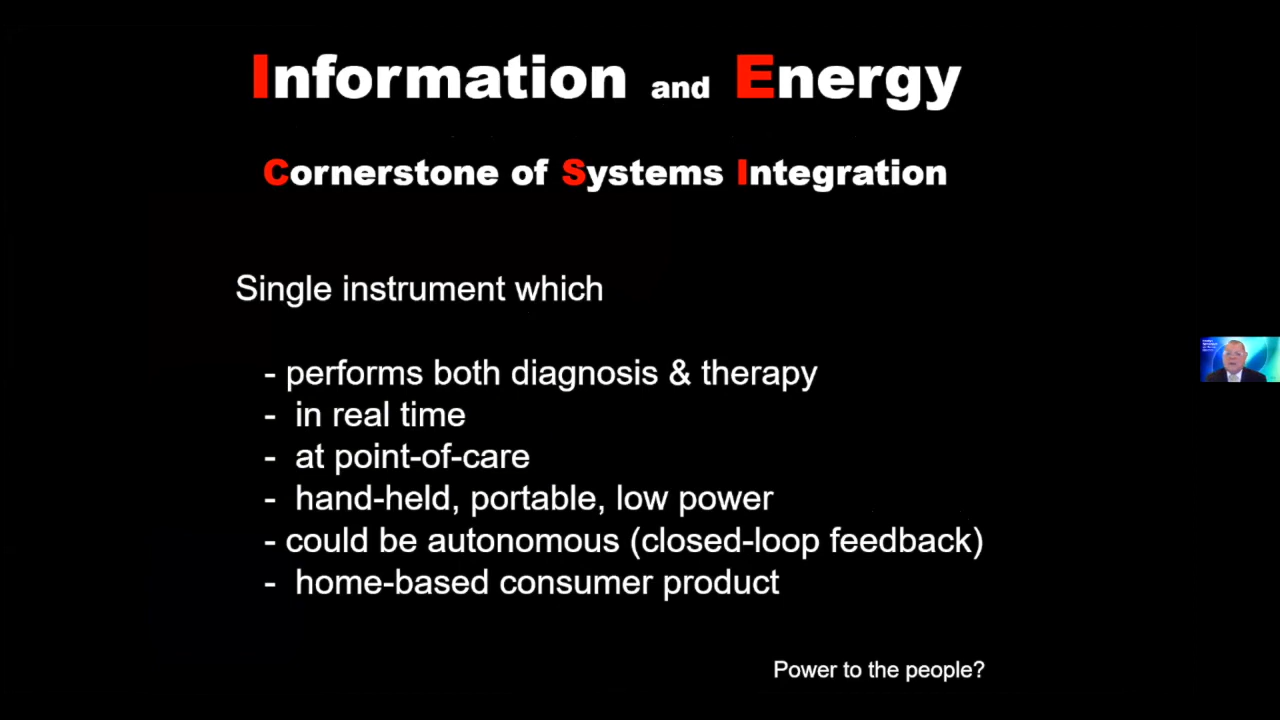 Information and Energy
Cornerstone of Systems Integration
Single instrument which
- performs both diagnosis & therapy
- in real time
- at point-of-care
- hand-held, portable, low power
- could be autonomous (closed-loop feedback)
- home-based consumer product
Power to the people?